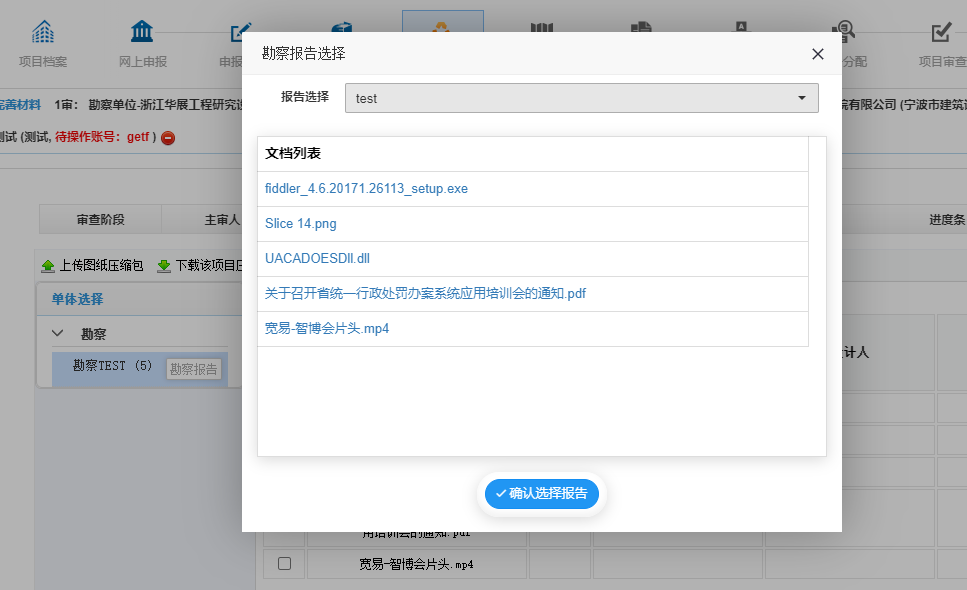 项目档案
网上申报
申报
分配
项目审查
勘察报告选择
完善材料 1审： 勘察单位-浙江华展工程研究设
院有限公司 (宁波市建筑
报告选择
test
测试 (测试, 待操作账号：getf )
文档列表
fiddler_4.6.20171.26113_setup.exe
Slice 14.png
UACADOESDll.dll
关于召开省统一行政处罚办案系统应用培训会的通知.pdf
宽易-智博会片头.mp4
审查阶段
主审人
进度条
上传图纸压缩包
下载该项目
单体选择
勘察
计人
勘察TEST (5)
勘察报告
确认选择报告
用培训会的通知.pdf
宽易-智博会片头.mp4